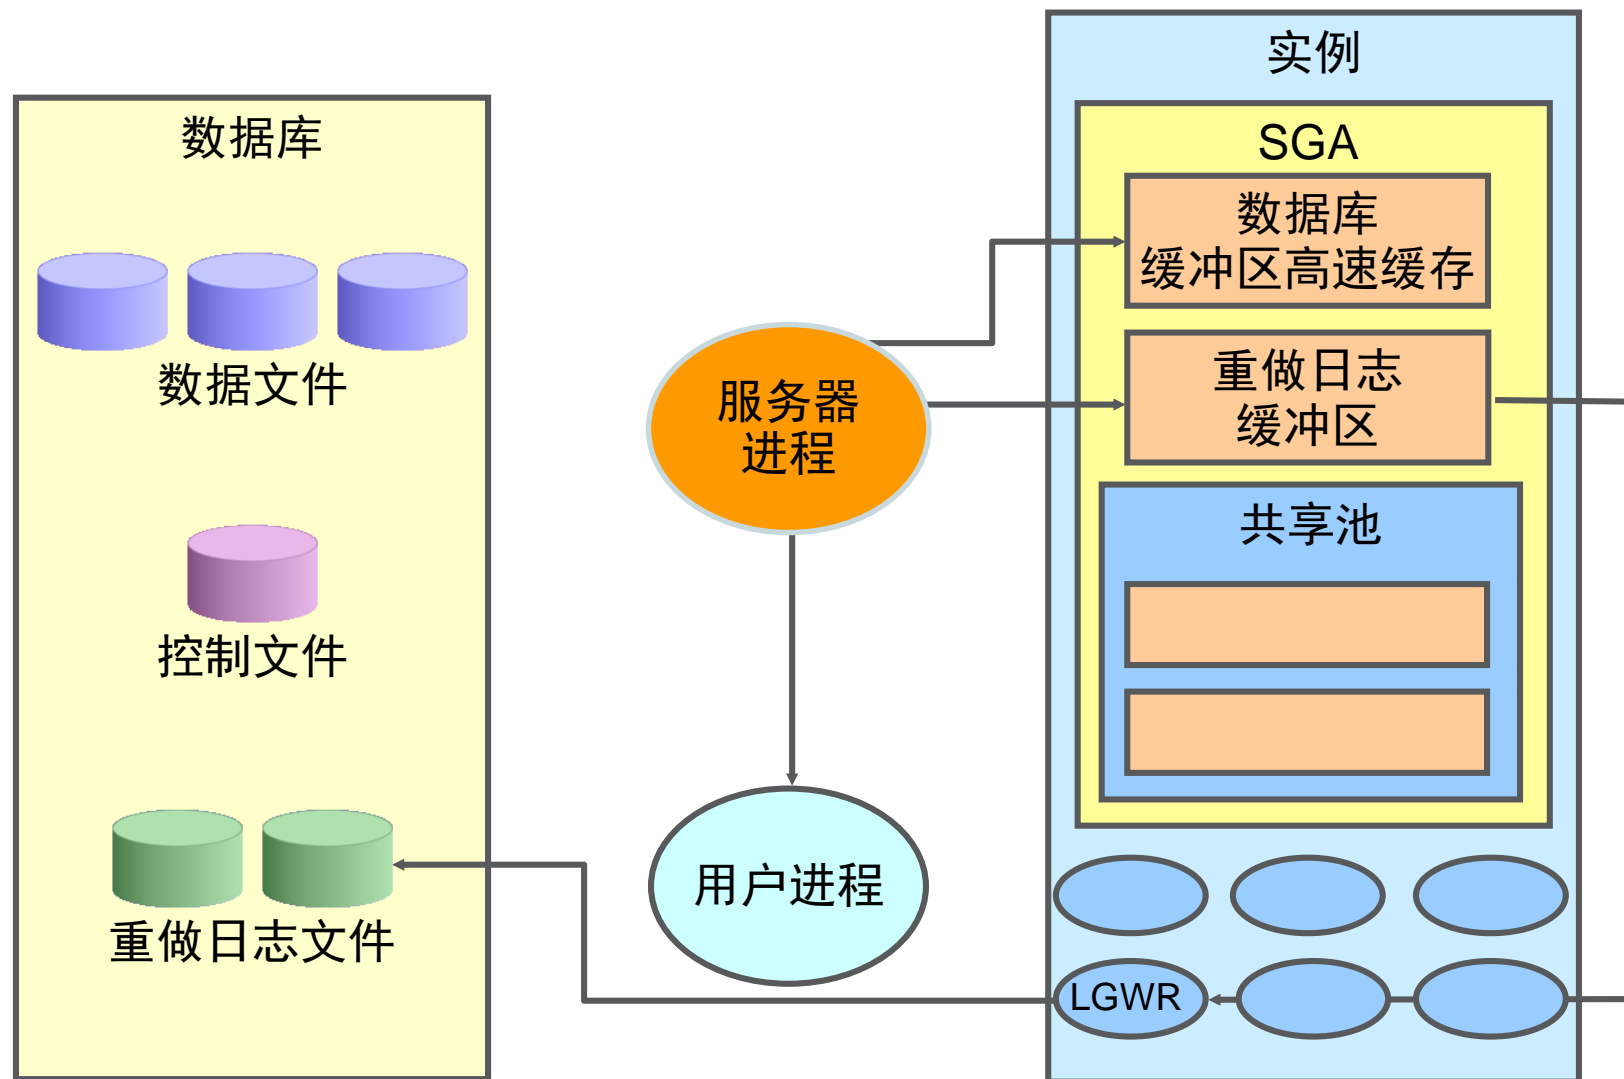 数据库
数据文件
控制文件
重做日志文件
服务器
进程
用户进程
实例
SGA
数据库
缓冲区高速缓存
重做日志
缓冲区
共享池
LGWR